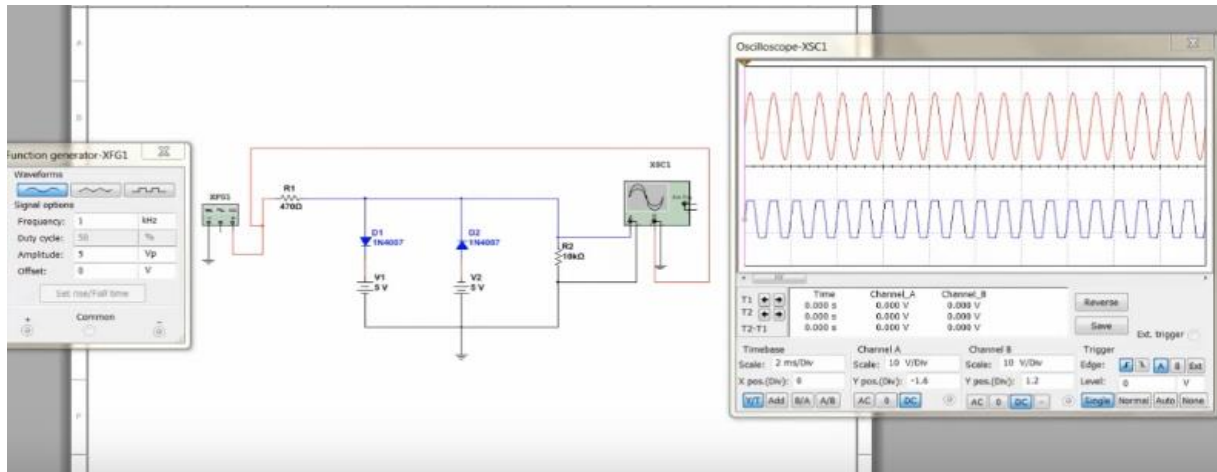 Function generator-XFG1
Waveforms
Signal options
Frequency: 1 kHz
Duty cycle: 50 %
Amplitude: 5 Vp
Offset: 0 V
Set rise/Fall time
+ Common −
A
B
XFG1
R1
470Ω
D1
1N4007
D2
1N4007
V1
5 V
V2
5 V
R2
10kΩ
XSC1
Oscilloscope-XSC1
Time Channel_A Channel_B
T1 0.000 s 0.000 V 0.000 V
T2 0.000 s 0.000 V 0.000 V
T2-T1 0.000 s 0.000 V 0.000 V
Reverse
Save
Ext. trigger
Timebase
Scale: 2 ms/Div
X pos.(Div): 0
Y/T Add B/A A/B
Channel A
Scale: 10 V/Div
Y pos.(Div): -1.6
AC 0 DC
Channel B
Scale: 10 V/Div
Y pos.(Div): 1.2
AC 0 DC -
Trigger
Edge: A B Ext
Level: 0 V
Single Normal Auto None